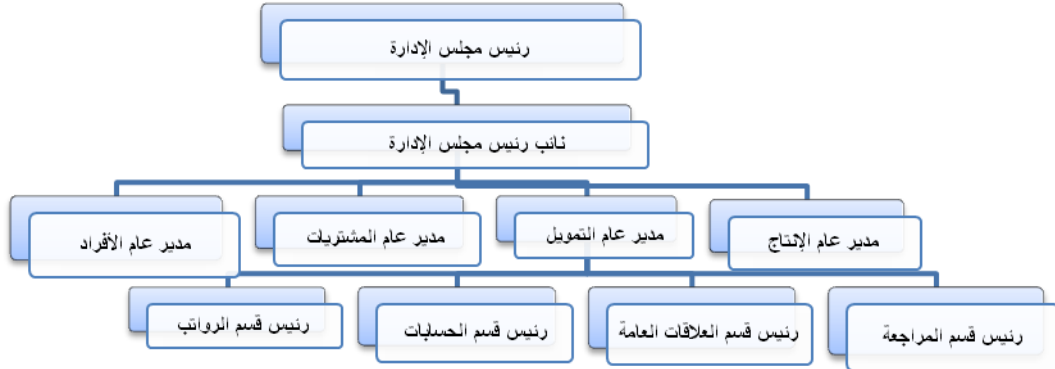 رئيس مجلس الإدارة
نائب رئيس مجلس الإدارة
مدير عام الإنتاج
مدير عام التمويل
مدير عام المشتريات
مدير عام الأفراد
رئيس قسم المراجعة
رئيس قسم العلاقات العامة
رئيس قسم الحسابات
رئيس قسم الرواتب